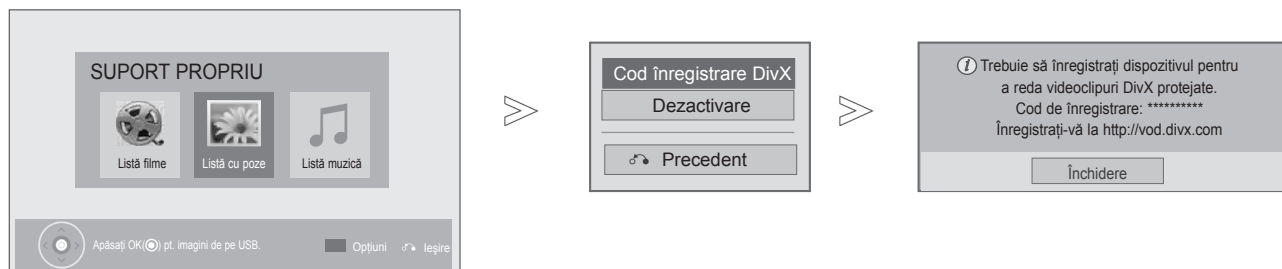 SUPORT PROPRIU
Listă filme
Listă cu poze
Listă muzică
Apăsați OK(◉) pt. imagini de pe USB.
Opțiuni
Ieșire
Cod înregistrare DivX
Dezactivare
Precedent
Trebuie să înregistrați dispozitivul pentru
a reda videoclipuri DivX protejate.
Cod de înregistrare: **********
Înregistrați-vă la http://vod.divx.com
Închidere